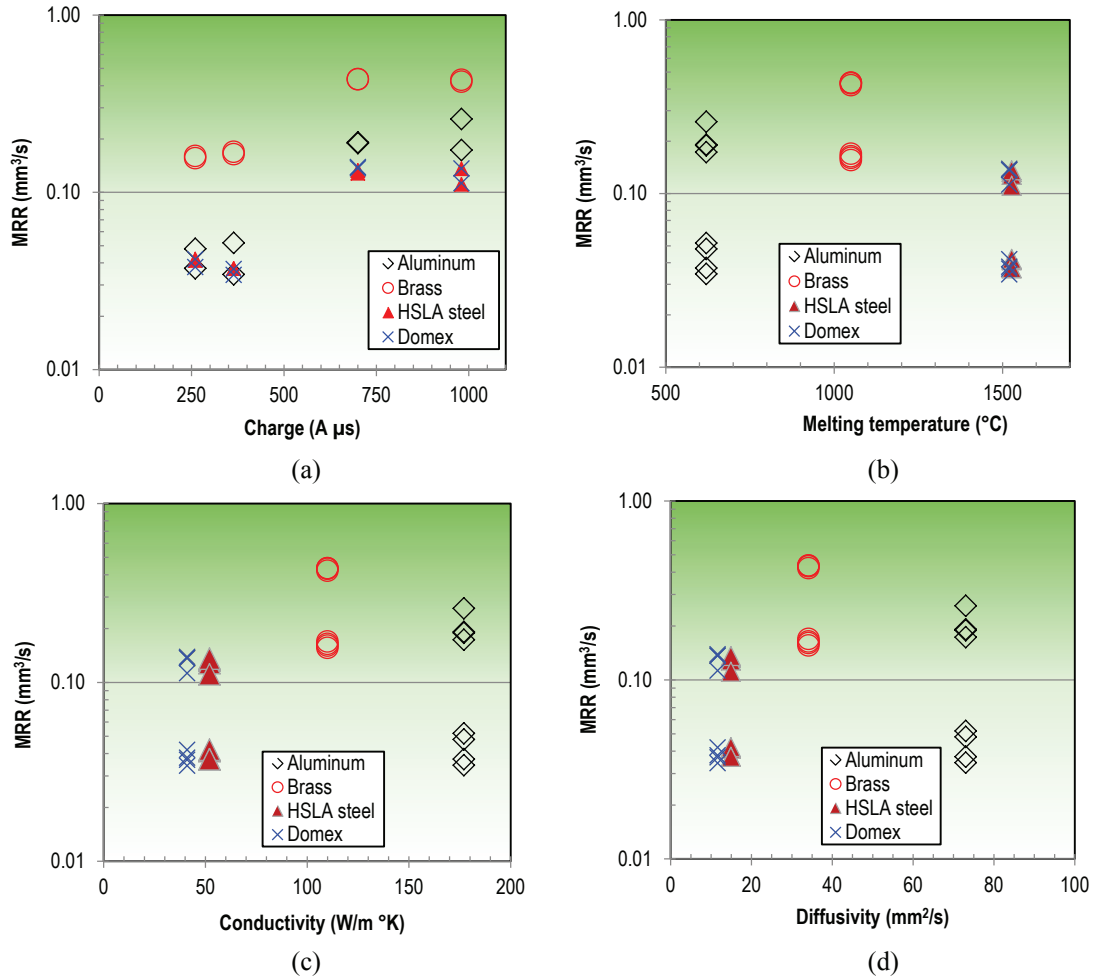 1.00
0.10
0.01
MRR (mm³/s)
Aluminum
Brass
HSLA steel
Domex
0 250 500 750 1000
Charge (A µs)
(a)
1.00
0.10
0.01
MRR (mm³/s)
Aluminum
Brass
HSLA steel
Domex
500 1000 1500
Melting temperature (°C)
(b)
1.00
0.10
0.01
MRR (mm³/s)
Aluminum
Brass
HSLA steel
Domex
0 50 100 150 200
Conductivity (W/m °K)
(c)
1.00
0.10
0.01
MRR (mm³/s)
Aluminum
Brass
HSLA steel
Domex
0 20 40 60 80 100
Diffusivity (mm²/s)
(d)